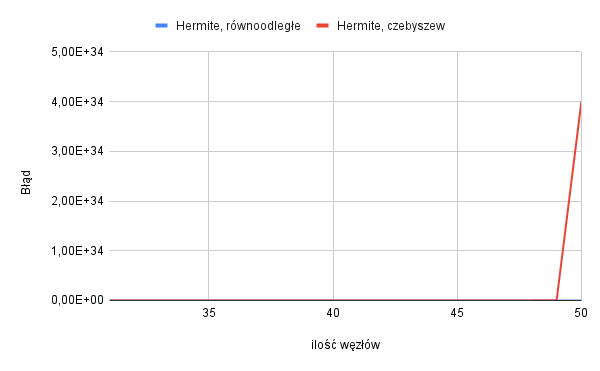 Hermite, równoodległe Hermite, czebyszew
5,00E+34
4,00E+34
3,00E+34
2,00E+34
1,00E+34
0,00E+00
Błąd
35 40 45 50
ilość węzłów